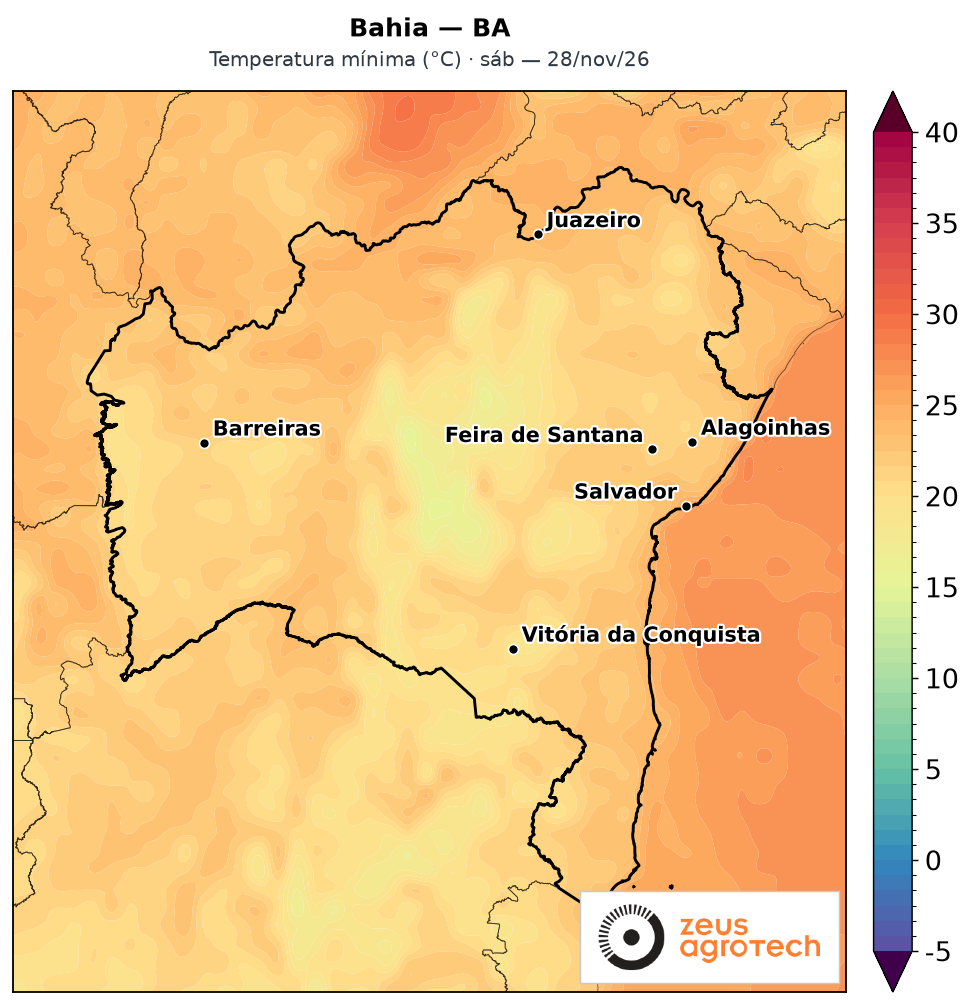 Bahia — BA
Temperatura mínima (°C) · sáb — 28/nov/26
Juazeiro
Barreiras
Feira de Santana
Alagoinhas
Salvador
Vitória da Conquista
40
35
30
25
20
15
10
5
0
-5
zeus
agrotech